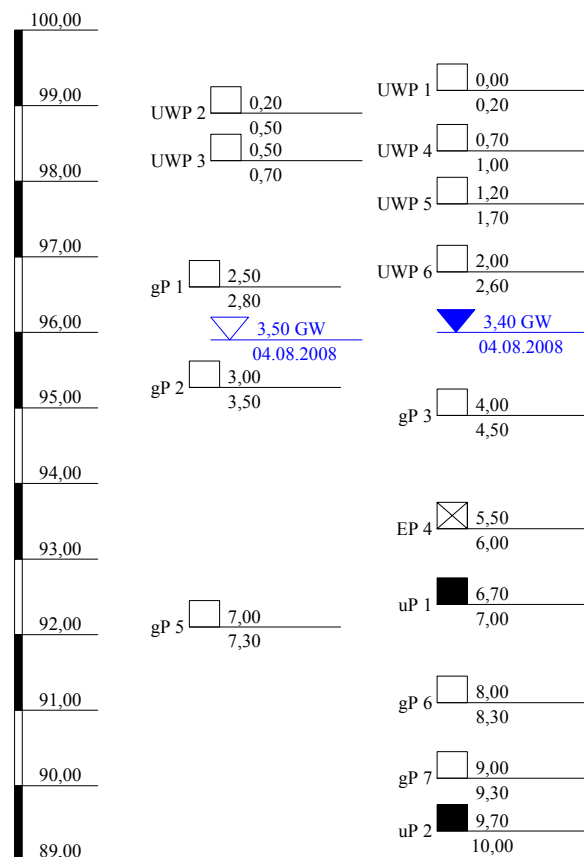 100,00
99,00
98,00
97,00
96,00
95,00
94,00
93,00
92,00
91,00
90,00
89,00
UWP 2 0,20
0,50
UWP 3 0,50
0,70
gP 1 2,50
2,80
3,50 GW
04.08.2008
gP 2 3,00
3,50
gP 5 7,00
7,30
UWP 1 0,00
0,20
UWP 4 0,70
1,00
UWP 5 1,20
1,70
UWP 6 2,00
2,60
3,40 GW
04.08.2008
gP 3 4,00
4,50
EP 4 5,50
6,00
uP 1 6,70
7,00
gP 6 8,00
8,30
gP 7 9,00
9,30
uP 2 9,70
10,00